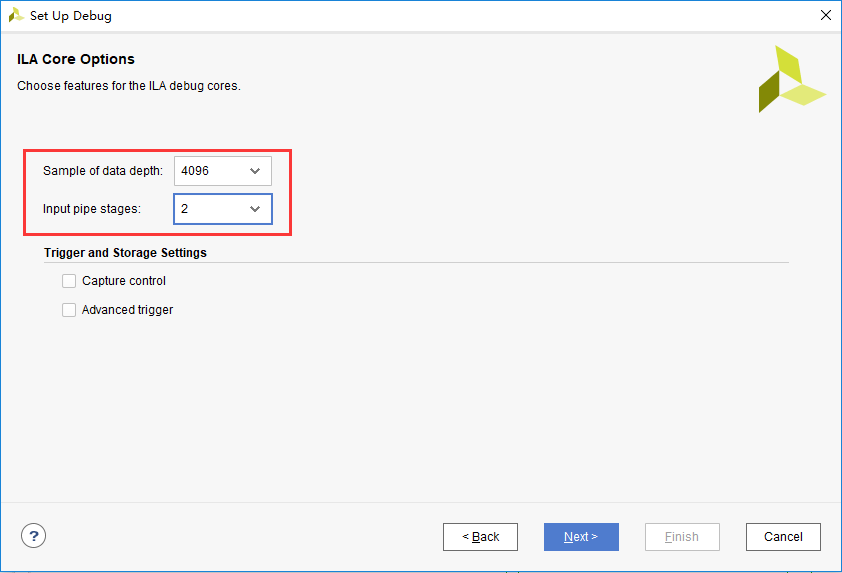 Set Up Debug
ILA Core Options
Choose features for the ILA debug cores.
Sample of data depth: 4096
Input pipe stages: 2
Trigger and Storage Settings
Capture control
Advanced trigger
? < Back Next > Finish Cancel